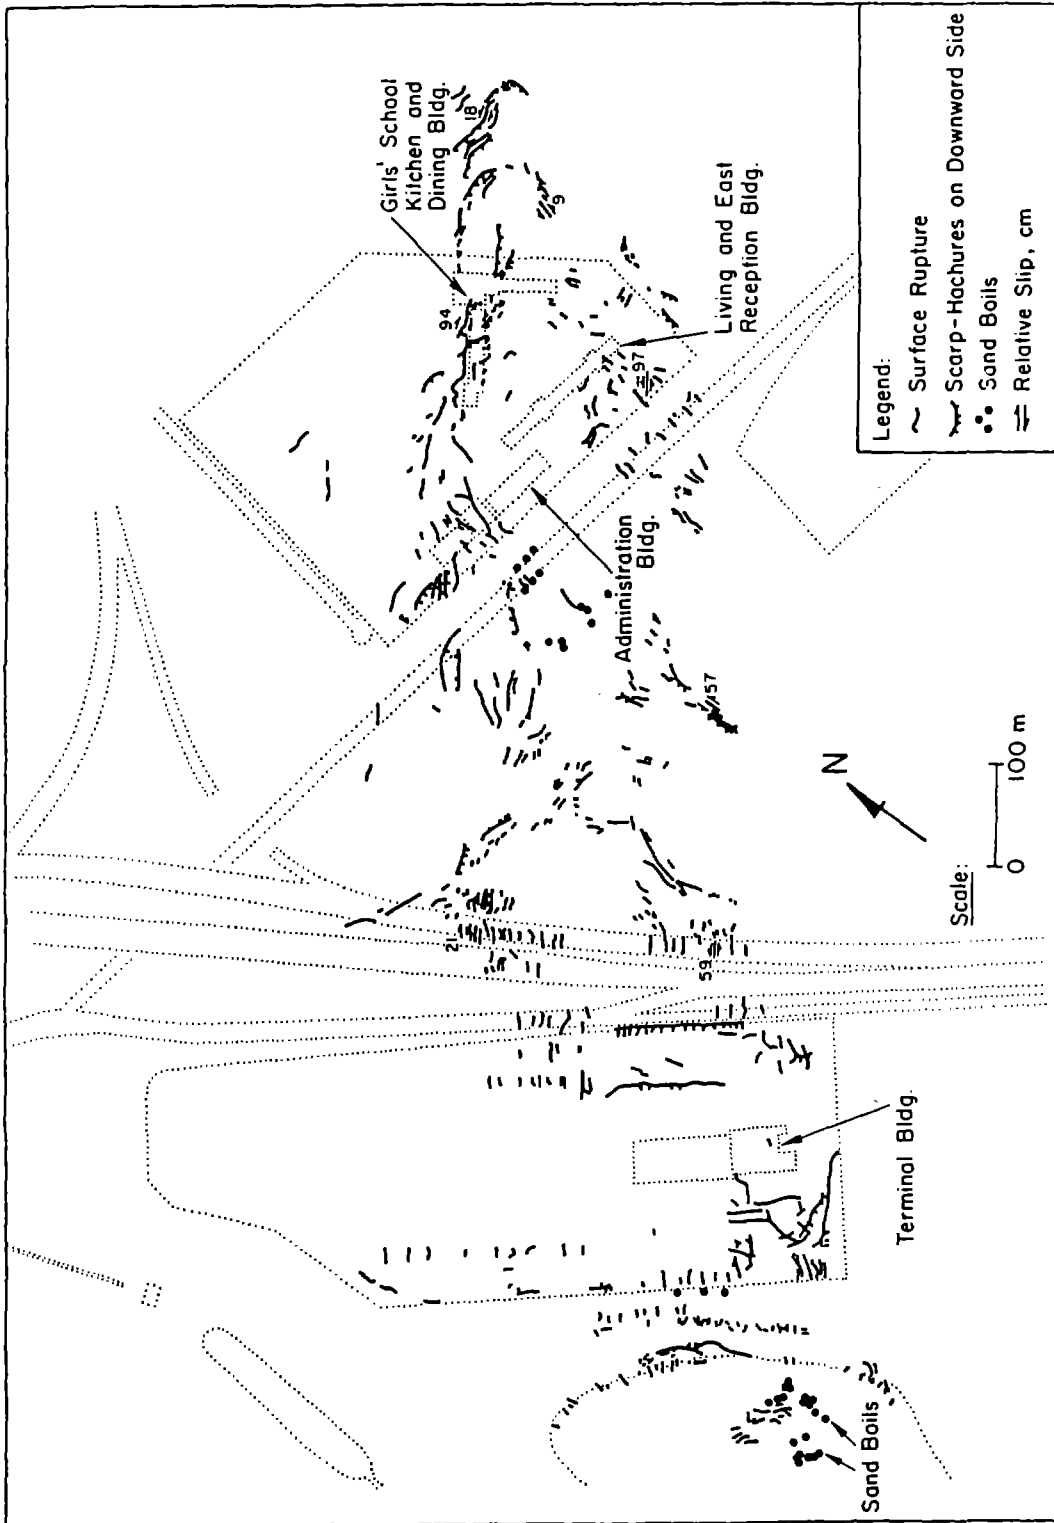 Girls' School
Kitchen and
Dining Bldg.
18
9
94
Living and East
Reception Bldg.
97
Administration
Bldg.
57
21
59
N
Scale:
0
100 m
Terminal Bldg.
Sand Boils
Legend:
Surface Rupture
Scarp-Hachures on Downward Side
Sand Boils
Relative Slip, cm